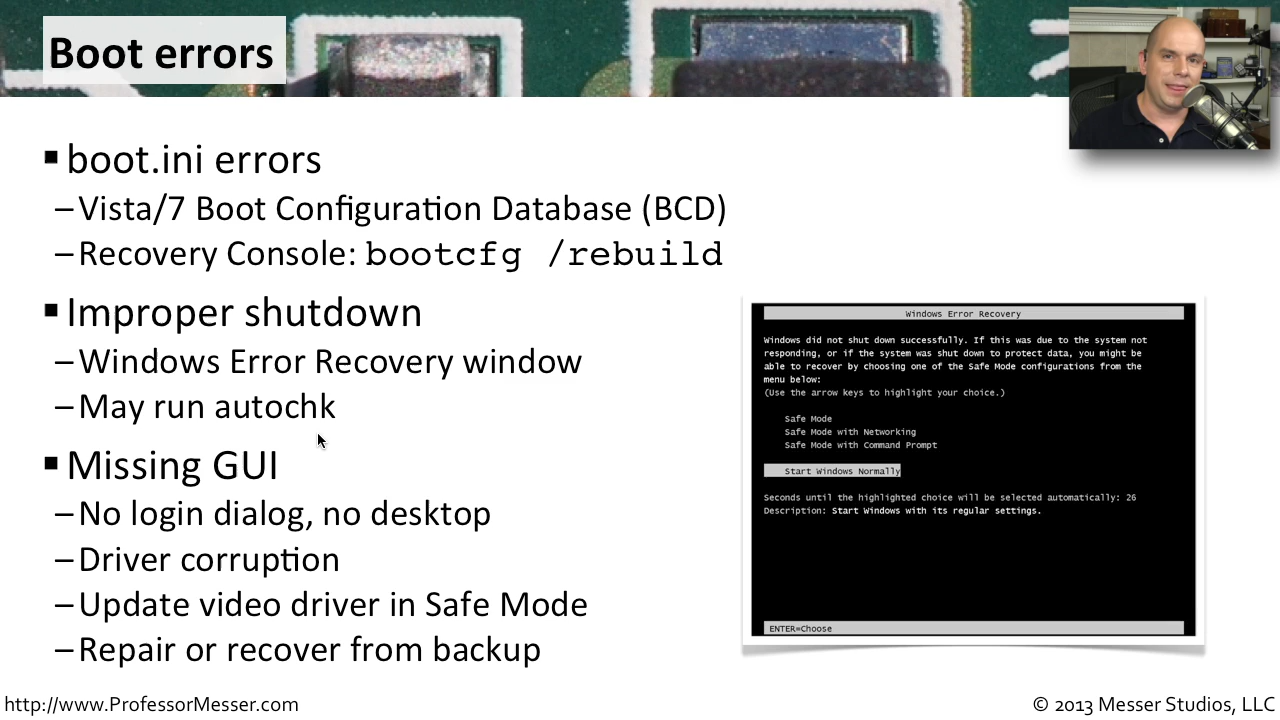 Boot errors
▪ boot.ini errors
–Vista/7 Boot Configuration Database (BCD)
–Recovery Console: bootcfg /rebuild
▪ Improper shutdown
–Windows Error Recovery window
–May run autochk
▪ Missing GUI
–No login dialog, no desktop
–Driver corruption
–Update video driver in Safe Mode
–Repair or recover from backup
Windows Error Recovery
Windows did not shut down successfully. If this was due to the system not
responding, or if the system was shut down to protect data, you might be
able to recover by choosing one of the Safe Mode configurations from the
menu below:
(Use the arrow keys to highlight your choice.)
Safe Mode
Safe Mode with Networking
Safe Mode with Command Prompt
Start Windows Normally
Seconds until the highlighted choice will be selected automatically: 26
Description: Start Windows with its regular settings.
ENTER=Choose
http://www.ProfessorMesser.com
© 2013 Messer Studios, LLC